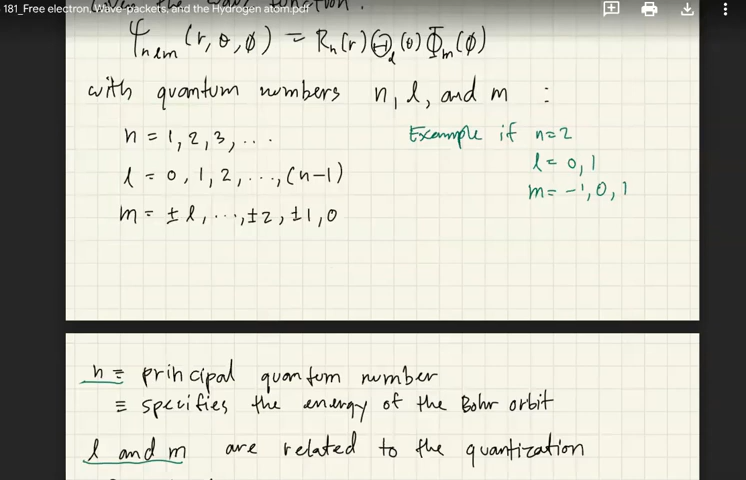 181_Free electron, Wave-packets, and the Hydrogen atom.pdf
ψnlm (r, θ, φ) = Rn(r) Θl(θ) Φm(φ)
with quantum numbers n, l, and m :
n = 1, 2, 3, ...
l = 0, 1, 2, ..., (n-1)
m = ± l, ..., ±2, ±1, 0
Example if n=2
l = 0, 1
m = -1, 0, 1
n ≡ principal quantum number
≡ specifies the energy of the Bohr orbit
l and m are related to the quantization